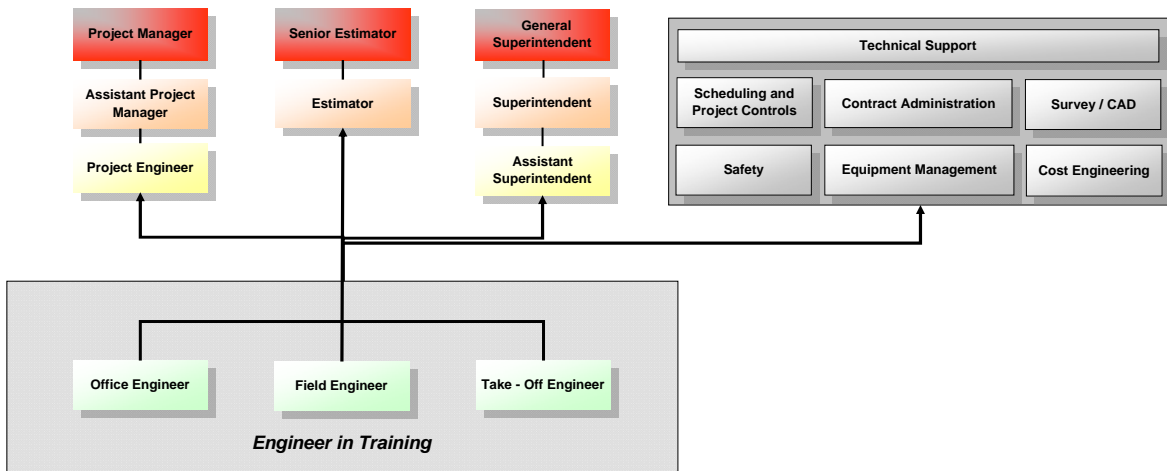 Project Manager
Senior Estimator
General
Superintendent
Technical Support
Assistant Project
Manager
Estimator
Superintendent
Scheduling and
Project Controls
Contract Administration
Survey / CAD
Project Engineer
Assistant
Superintendent
Safety
Equipment Management
Cost Engineering
Office Engineer
Field Engineer
Take - Off Engineer
Engineer in Training